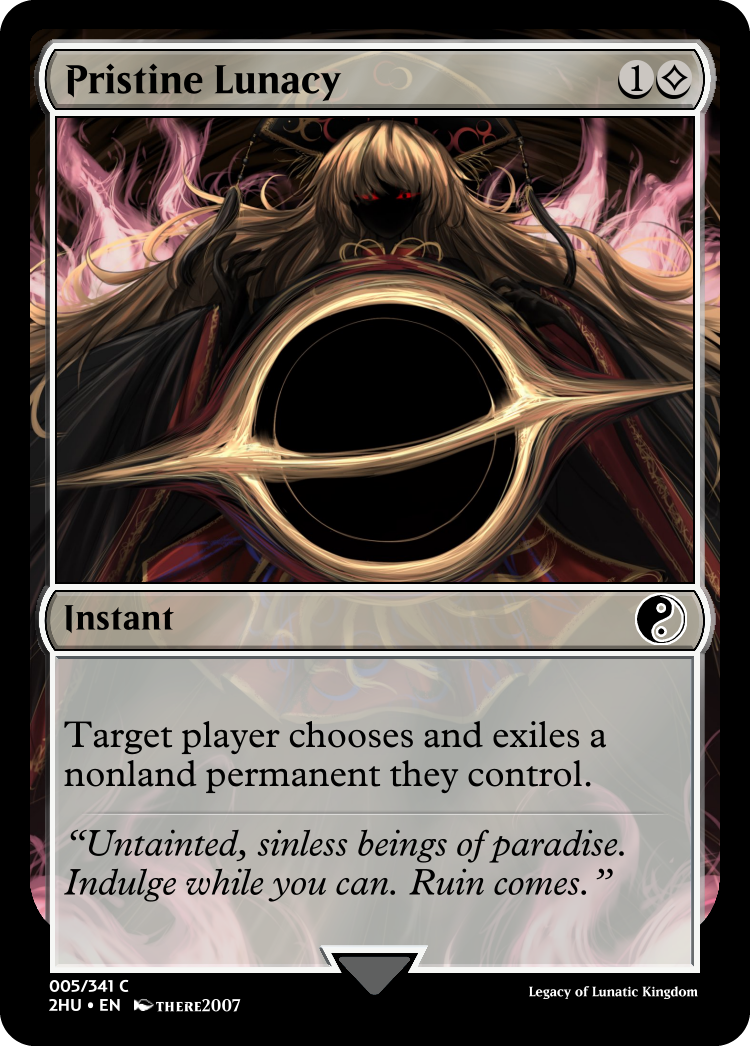 Pristine Lunacy 1
Instant
Target player chooses and exiles a
nonland permanent they control.
“Untainted, sinless beings of paradise.
Indulge while you can. Ruin comes.”
005/341 C
2HU • EN THERE2007
Legacy of Lunatic Kingdom